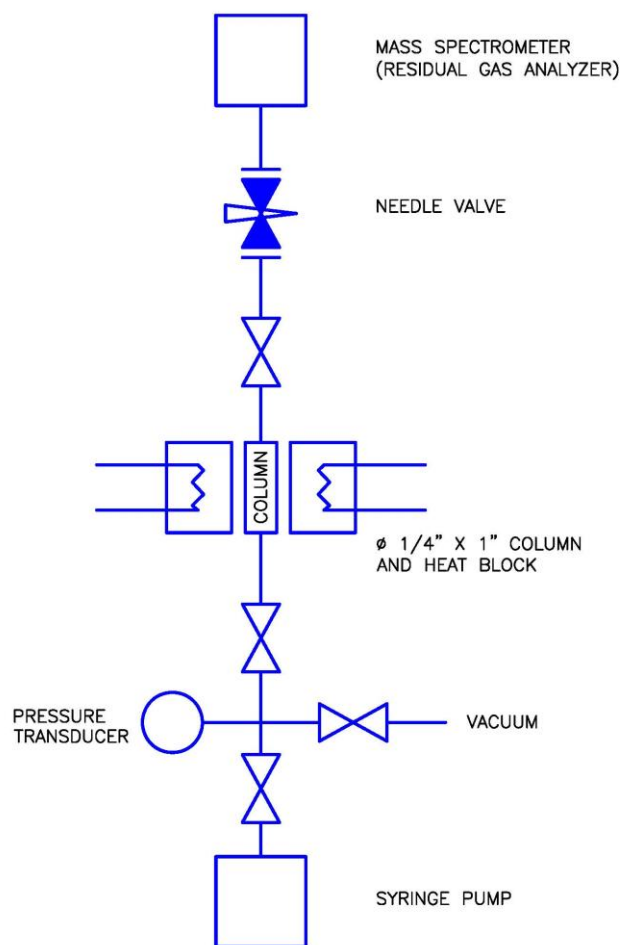 MASS SPECTROMETER
(RESIDUAL GAS ANALYZER)
NEEDLE VALVE
COLUMN
ø 1/4" X 1" COLUMN
AND HEAT BLOCK
PRESSURE
TRANSDUCER
VACUUM
SYRINGE PUMP